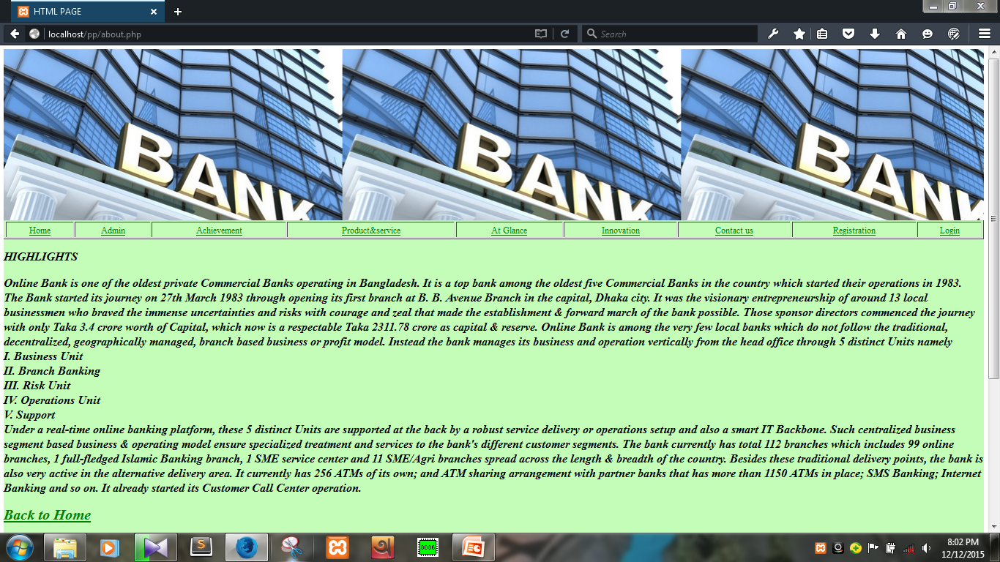 HTML PAGE
localhost/pp/about.php
Search
BANK BANK BANK
Home Admin Achievement Product&service At Glance Innovation Contact us Registration Login
HIGHLIGHTS
Online Bank is one of the oldest private Commercial Banks operating in Bangladesh. It is a top bank among the oldest five Commercial Banks in the country which started their operations in 1983.
The Bank started its journey on 27th March 1983 through opening its first branch at B. B. Avenue Branch in the capital, Dhaka city. It was the visionary entrepreneurship of around 13 local
businessmen who braved the immense uncertainties and risks with courage and zeal that made the establishment & forward march of the bank possible. Those sponsor directors commenced the journey
with only Taka 3.4 crore worth of Capital, which now is a respectable Taka 2311.78 crore as capital & reserve. Online Bank is among the very few local banks which do not follow the traditional,
decentralized, geographically managed, branch based business or profit model. Instead the bank manages its business and operation vertically from the head office through 5 distinct Units namely
I. Business Unit
II. Branch Banking
III. Risk Unit
IV. Operations Unit
V. Support
Under a real-time online banking platform, these 5 distinct Units are supported at the back by a robust service delivery or operations setup and also a smart IT Backbone. Such centralized business
segment based business & operating model ensure specialized treatment and services to the bank's different customer segments. The bank currently has total 112 branches which includes 99 online
branches, 1 full-fledged Islamic Banking branch, 1 SME service center and 11 SME/Agri branches spread across the length & breadth of the country. Besides these traditional delivery points, the bank is
also very active in the alternative delivery area. It currently has 256 ATMs of its own; and ATM sharing arrangement with partner banks that has more than 1150 ATMs in place; SMS Banking; Internet
Banking and so on. It already started its Customer Call Center operation.
Back to Home
8086
8:02 PM
12/12/2015